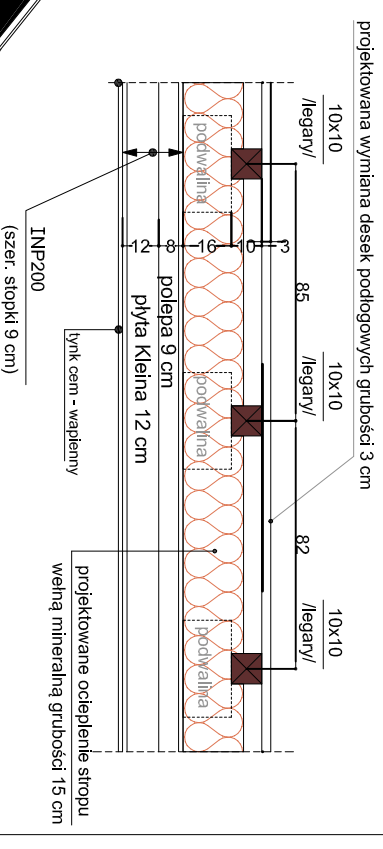 projektowana wymiana desek podłogowych grubości 3 cm
10x10
/legary/
10x10
/legary/
10x10
/legary/
85
82
podwalina
podwalina
podwalina
12
8
16
10
3
polepa 9 cm
płyta Kleina 12 cm
INP200
(szer. stopki 9 cm)
tynk cem - wapienny
projektowane ocieplenie stropu
wełną mineralną grubości 15 cm